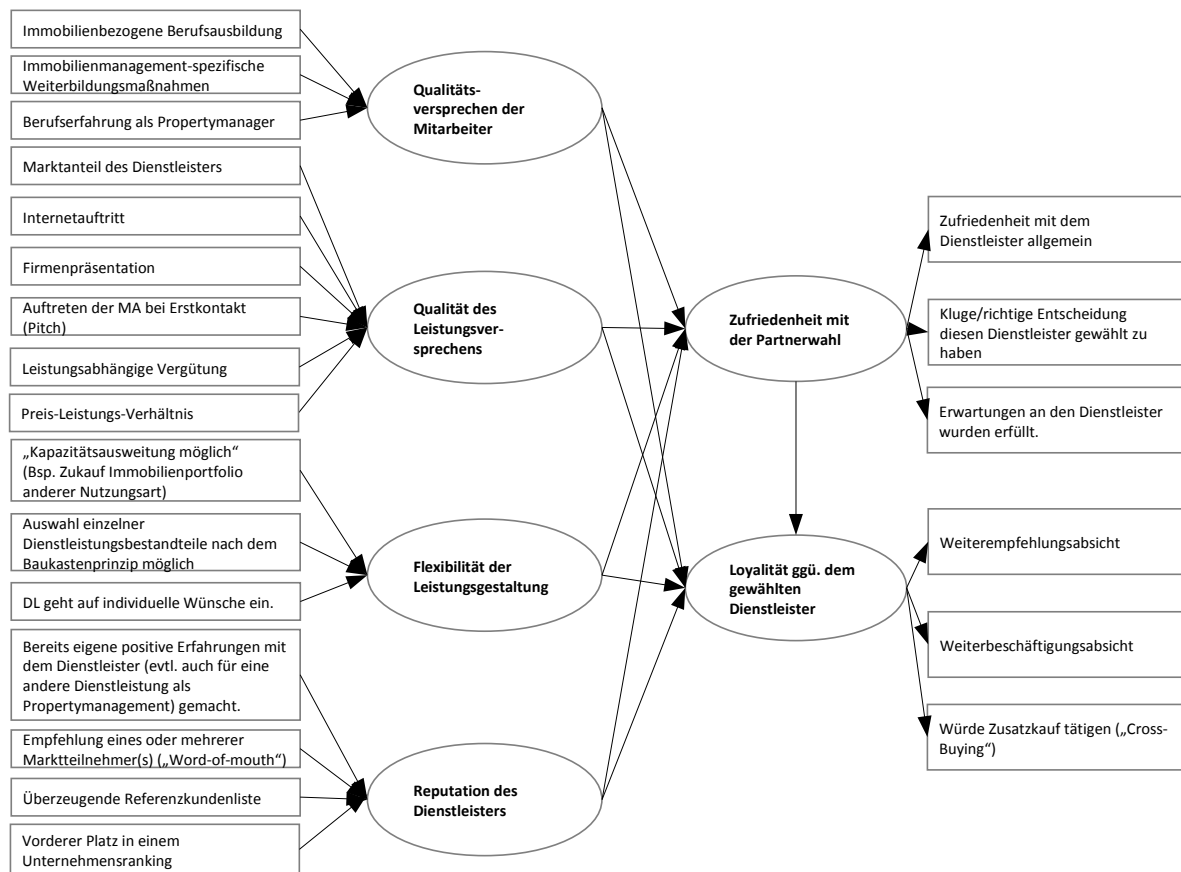 Immobilienbezogene Berufsausbildung
Immobilienmanagement-spezifische
Weiterbildungsmaßnahmen
Berufserfahrung als Propertymanager
Marktanteil des Dienstleisters
Internetauftritt
Firmenpräsentation
Auftreten der MA bei Erstkontakt
(Pitch)
Leistungsabhängige Vergütung
Preis-Leistungs-Verhältnis
„Kapazitätsausweitung möglich“
(Bsp. Zukauf Immobilienportfolio
anderer Nutzungsart)
Auswahl einzelner
Dienstleistungsbestandteile nach dem
Baukastenprinzip möglich
DL geht auf individuelle Wünsche ein.
Bereits eigene positive Erfahrungen mit
dem Dienstleister (evtl. auch für eine
andere Dienstleistung als
Propertymanagement) gemacht.
Empfehlung eines oder mehrerer
Marktteilnehmer(s) („Word-of-mouth“)
Überzeugende Referenzkundenliste
Vorderer Platz in einem
Unternehmensranking
Qualitäts-
versprechen der
Mitarbeiter
Qualität des
Leistungsver-
sprechens
Flexibilität der
Leistungsgestaltung
Reputation des
Dienstleisters
Zufriedenheit mit
der Partnerwahl
Loyalität ggü. dem
gewählten
Dienstleister
Zufriedenheit mit dem
Dienstleister allgemein
Kluge/richtige Entscheidung
diesen Dienstleister gewählt zu
haben
Erwartungen an den Dienstleister
wurden erfüllt.
Weiterempfehlungsabsicht
Weiterbeschäftigungsabsicht
Würde Zusatzkauf tätigen („Cross-
Buying“)